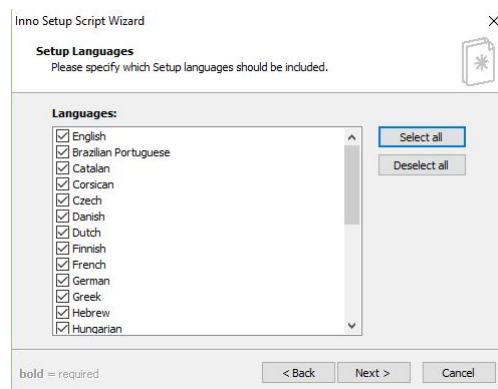 Inno Setup Script Wizard
Setup Languages
Please specify which Setup languages should be included.
Languages:
English
Brazilian Portuguese
Catalan
Corsican
Czech
Danish
Dutch
Finnish
French
German
Greek
Hebrew
Hungarian
Select all
Deselect all
bold = required
< Back
Next >
Cancel